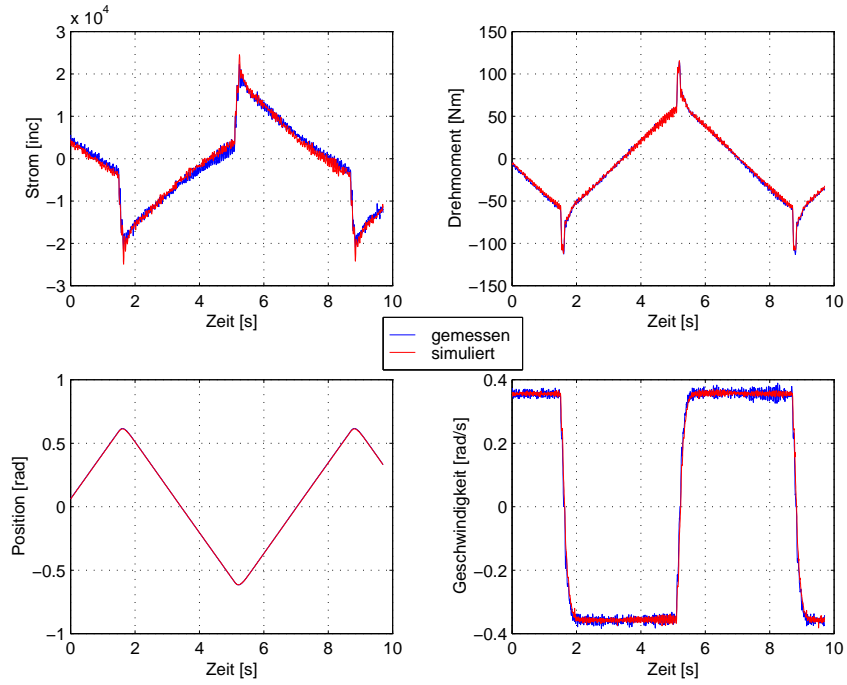 x 10⁴
Strom [inc]
3
2
1
0
−1
−2
−3
0 2 4 6 8 10
Zeit [s]
Drehmoment [Nm]
150
100
50
0
−50
−100
−150
0 2 4 6 8 10
Zeit [s]
gemessen
simuliert
Position [rad]
1
0.5
0
−0.5
−1
0 2 4 6 8 10
Zeit [s]
Geschwindigkeit [rad/s]
0.4
0.2
0
−0.2
−0.4
0 2 4 6 8 10
Zeit [s]